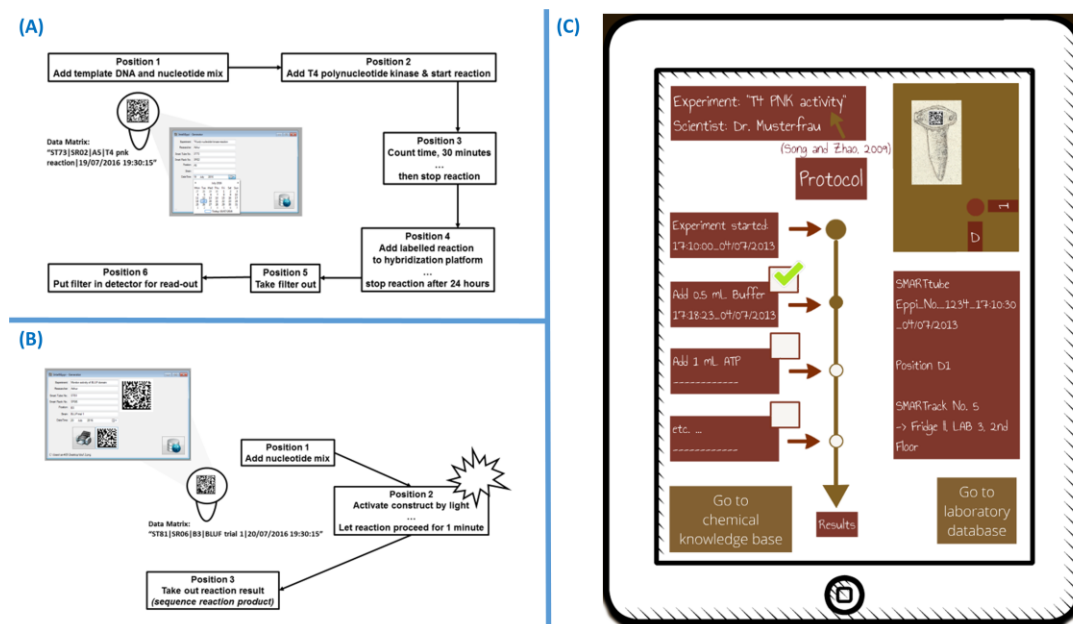 (A)
Position 1
Add template DNA and nucleotide mix
Position 2
Add T4 polynucleotide kinase & start reaction
Data Matrix:
"ST73|SR02|A5|T4 pnk
reaction|19/07/2016 19:30:15"
Position 3
Count time, 30 minutes
...
then stop reaction
Position 4
Add labelled reaction
to hybridization platform
...
stop reaction after 24 hours
Position 5
Take filter out
Position 6
Put filter in detector for read-out
(B)
Position 1
Add nucleotide mix
Position 2
Activate construct by light
...
Let reaction proceed for 1 minute
Data Matrix:
"ST81|SR06|B3|BLUF trial 1|20/07/2016 19:30:15"
Position 3
Take out reaction result
(sequence reaction product)
(C)
Experiment: "T4 PNK activity"
Scientist: Dr. Musterfrau
(Song and Zhao, 2009)
Protocol
1
D
Experiment started:
17:10:00_04/07/2013
Add 0.5 mL Buffer
17:18:23_04/07/2013
Add 1 mL ATP
------------
etc. ...
------------
Results
SMARTtube
Eppi_No_1234_17:10:30
_04/07/2013
Position D1
SMARTrack No. 5
-> Fridge II, LAB 3, 2nd
Floor
Go to
chemical
knowledge base
Go to
laboratory
database